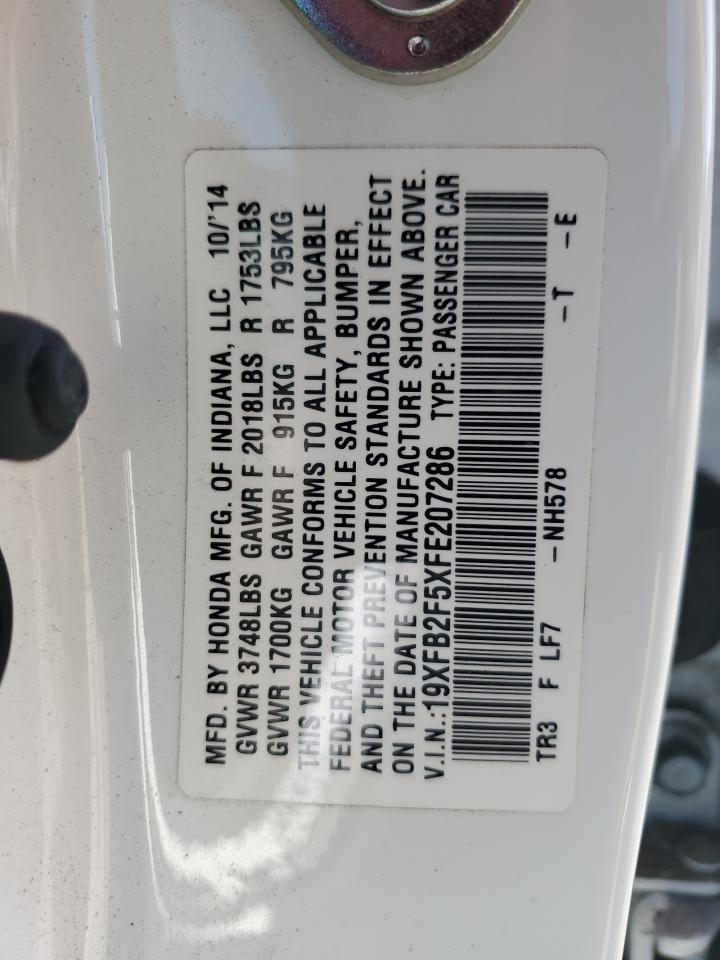 MFD. BY HONDA MFG. OF INDIANA, LLC 10/'14
GVWR 3748LBS GAWR F 2018LBS R 1753LBS
GVWR 1700KG GAWR F 915KG R 795KG
THIS VEHICLE CONFORMS TO ALL APPLICABLE
FEDERAL MOTOR VEHICLE SAFETY, BUMPER,
AND THEFT PREVENTION STANDARDS IN EFFECT
ON THE DATE OF MANUFACTURE SHOWN ABOVE.
V.I.N.:19XFB2F5XFE207286 TYPE: PASSENGER CAR
TR3 F LF7 -NH578 -T -E